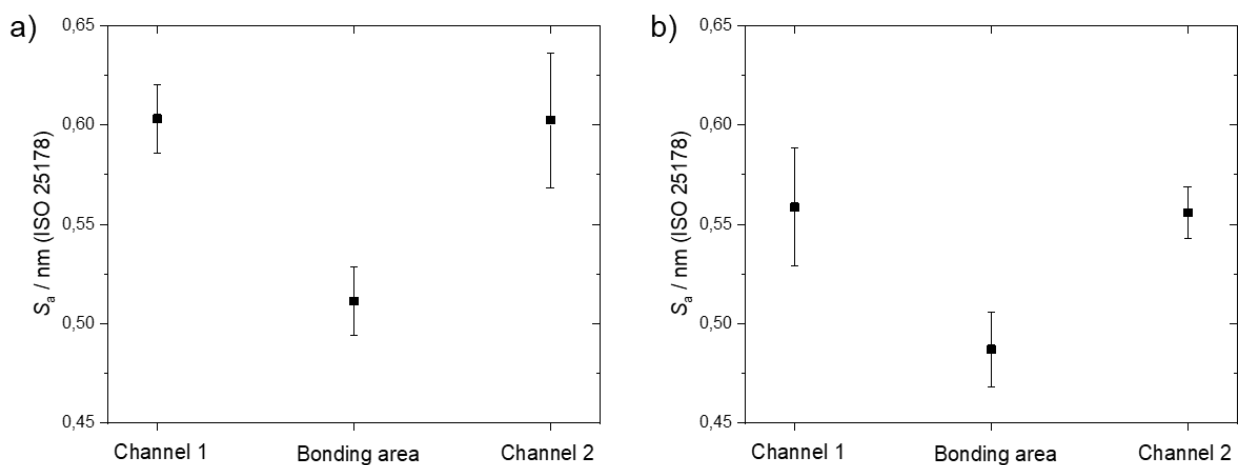 a)
S_a / nm (ISO 25178)
0,65
0,60
0,55
0,50
0,45
Channel 1
Bonding area
Channel 2
b)
S_a / nm (ISO 25178)
0,65
0,60
0,55
0,50
0,45
Channel 1
Bonding area
Channel 2